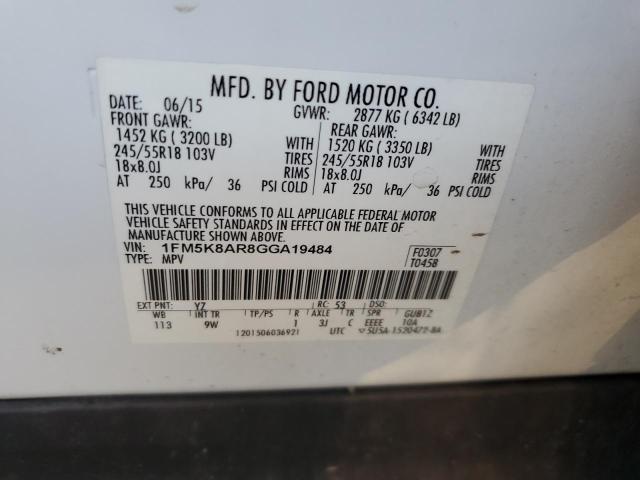 MFD. BY FORD MOTOR CO.
DATE: 06/15 GVWR: 2877 KG ( 6342 LB)
FRONT GAWR: REAR GAWR:
1452 KG ( 3200 LB) WITH 1520 KG ( 3350 LB) WITH
245/55R18 103V TIRES 245/55R18 103V TIRES
18x8.0J RIMS 18x8.0J RIMS
AT 250 kPa/ 36 PSI COLD AT 250 kPa/ 36 PSI COLD
THIS VEHICLE CONFORMS TO ALL APPLICABLE FEDERAL MOTOR
VEHICLE SAFETY STANDARDS IN EFFECT ON THE DATE OF
MANUFACTURE SHOWN ABOVE.
VIN: 1FM5K8AR8GGA19484 F0307
TYPE: MPV T0458
EXT PNT: YZ RC: 53 DSO:
WB INT TR TP/PS R AXLE TR SPR GUB1Z
113 9W 1 3J C EEEE 10A
1201506036921 UTC 5U5A-1520472-BA